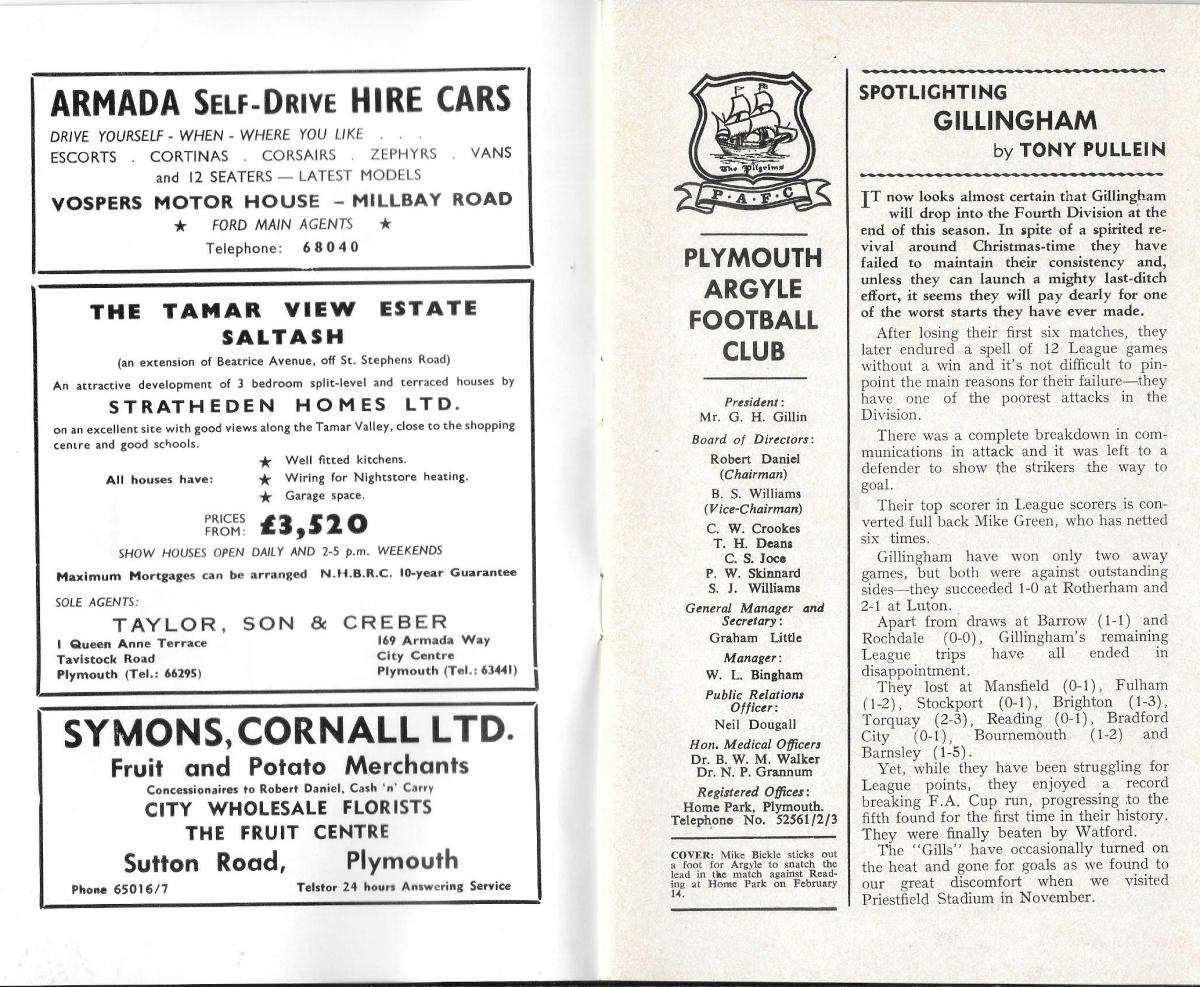 ARMADA SELF-DRIVE HIRE CARS
DRIVE YOURSELF - WHEN - WHERE YOU LIKE . . .
ESCORTS . CORTINAS . CORSAIRS . ZEPHYRS . VANS
and 12 SEATERS — LATEST MODELS
VOSPERS MOTOR HOUSE – MILLBAY ROAD
★ FORD MAIN AGENTS ★
Telephone: 68040
THE TAMAR VIEW ESTATE
SALTASH
(an extension of Beatrice Avenue, off St. Stephens Road)
An attractive development of 3 bedroom split-level and terraced houses by
STRATHEDEN HOMES LTD.
on an excellent site with good views along the Tamar Valley, close to the shopping
centre and good schools.
★ Well fitted kitchens.
All houses have: ★ Wiring for Nightstore heating.
★ Garage space.
PRICES
FROM: £3,520
SHOW HOUSES OPEN DAILY AND 2-5 p.m. WEEKENDS
Maximum Mortgages can be arranged N.H.B.R.C. 10-year Guarantee
SOLE AGENTS:
TAYLOR, SON & CREBER
1 Queen Anne Terrace
Tavistock Road
Plymouth (Tel.: 66295)
169 Armada Way
City Centre
Plymouth (Tel.: 63441)
SYMONS, CORNALL LTD.
Fruit and Potato Merchants
Concessionaires to Robert Daniel, Cash 'n' Carry
CITY WHOLESALE FLORISTS
THE FRUIT CENTRE
Sutton Road, Plymouth
Phone 65016/7 Telstor 24 hours Answering Service
The Pilgrims
P·A·F·C
PLYMOUTH
ARGYLE
FOOTBALL
CLUB
President:
Mr. G. H. Gillin
Board of Directors:
Robert Daniel
(Chairman)
B. S. Williams
(Vice-Chairman)
C. W. Crookes
T. H. Deans
C. S. Joce
P. W. Skinnard
S. J. Williams
General Manager and
Secretary:
Graham Little
Manager:
W. L. Bingham
Public Relations
Officer:
Neil Dougall
Hon. Medical Officers
Dr. B. W. M. Walker
Dr. N. P. Grannum
Registered Offices:
Home Park, Plymouth.
Telephone No. 52561/2/3
COVER: Mike Bickle sticks out
a foot for Argyle to snatch the
lead in the match against Read-
ing at Home Park on February
14.
SPOTLIGHTING
GILLINGHAM
by TONY PULLEIN
IT now looks almost certain that Gillingham
will drop into the Fourth Division at the
end of this season. In spite of a spirited re-
vival around Christmas-time they have
failed to maintain their consistency and,
unless they can launch a mighty last-ditch
effort, it seems they will pay dearly for one
of the worst starts they have ever made.
After losing their first six matches, they
later endured a spell of 12 League games
without a win and it's not difficult to pin-
point the main reasons for their failure—they
have one of the poorest attacks in the
Division.
There was a complete breakdown in com-
munications in attack and it was left to a
defender to show the strikers the way to
goal.
Their top scorer in League scorers is con-
verted full back Mike Green, who has netted
six times.
Gillingham have won only two away
games, but both were against outstanding
sides—they succeeded 1-0 at Rotherham and
2-1 at Luton.
Apart from draws at Barrow (1-1) and
Rochdale (0-0), Gillingham's remaining
League trips have all ended in
disappointment.
They lost at Mansfield (0-1), Fulham
(1-2), Stockport (0-1), Brighton (1-3),
Torquay (2-3), Reading (0-1), Bradford
City (0-1), Bournemouth (1-2) and
Barnsley (1-5).
Yet, while they have been struggling for
League points, they enjoyed a record
breaking F.A. Cup run, progressing to the
fifth found for the first time in their history.
They were finally beaten by Watford.
The "Gills" have occasionally turned on
the heat and gone for goals as we found to
our great discomfort when we visited
Priestfield Stadium in November.